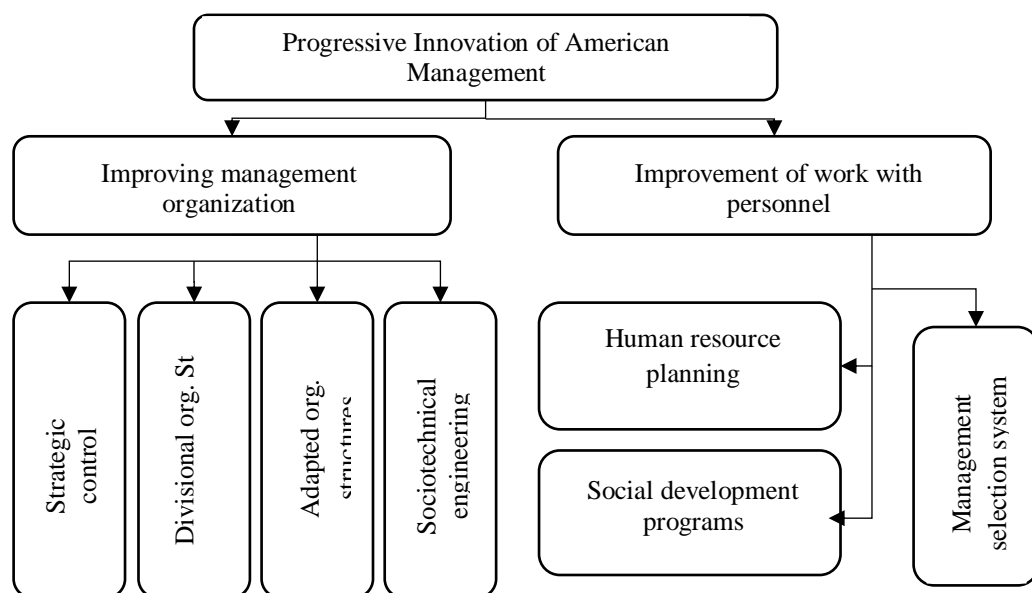 Progressive Innovation of American
Management
Improving management
organization
Improvement of work with
personnel
Strategic
control
Divisional org. St
Adapted org.
structures
Sociotechnical
engineering
Human resource
planning
Social development
programs
Management
selection system